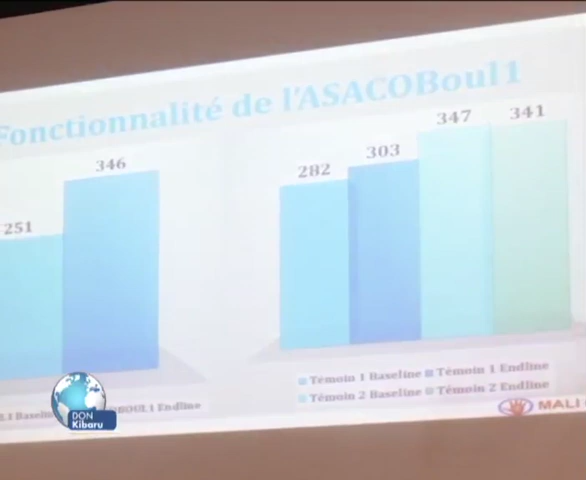 Fonctionnalité de l'ASACOBoul1
346
251
282
303
347
341
Témoin 1 Baseline Témoin 1 Endline
Témoin 2 Baseline Témoin 2 Endline
Endline
MALI
DON
Kibaru